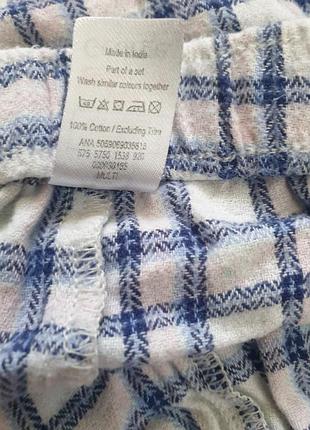 Made in India
Part of a set
Wash similar colours together
100% Cotton / Excluding Trim
ANA 5059069035618
575 5750 1538 920
MULTI